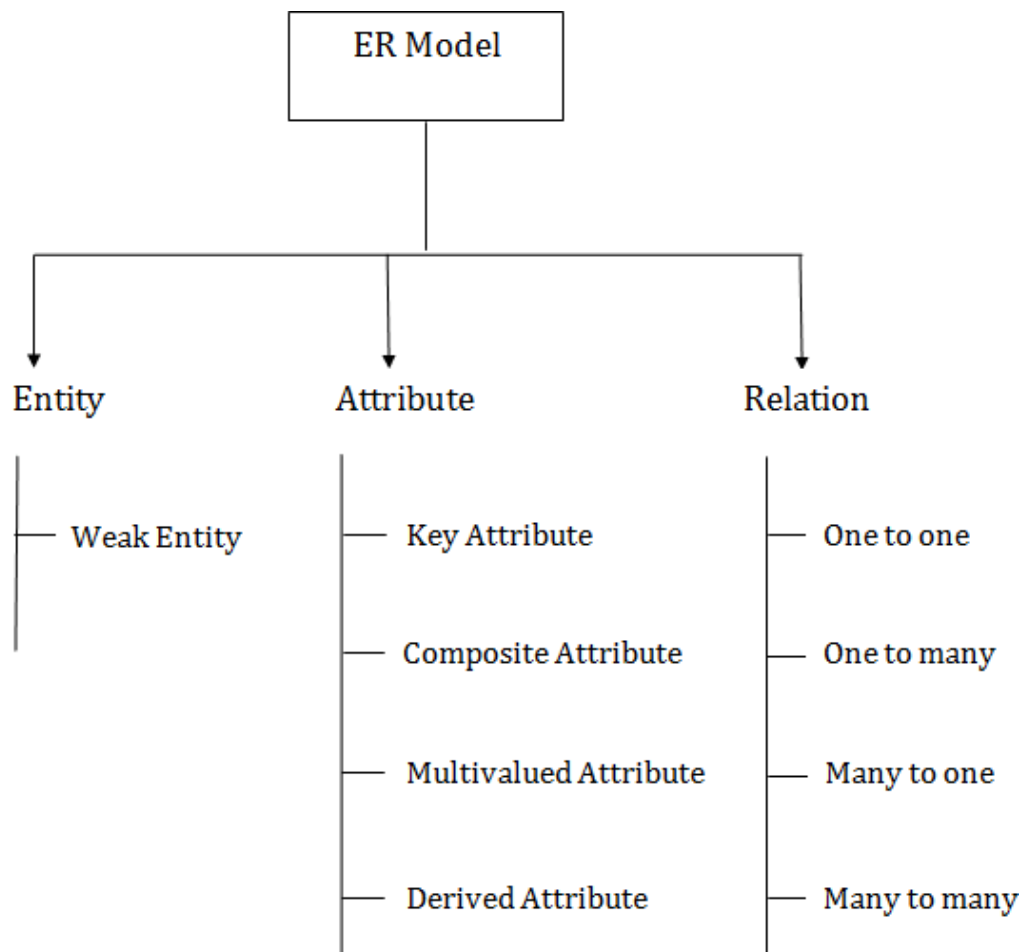 ER Model
Entity
Attribute
Relation
Weak Entity
Key Attribute
One to one
Composite Attribute
One to many
Multivalued Attribute
Many to one
Derived Attribute
Many to many